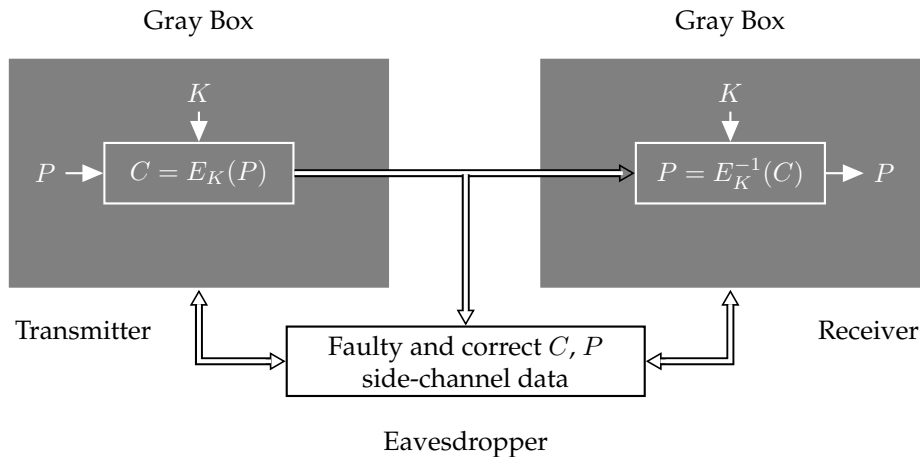 Gray Box
Gray Box
K
K
P
C = E_K(P)
P = E_K^{-1}(C)
P
Transmitter
Receiver
Faulty and correct C, P
side-channel data
Eavesdropper